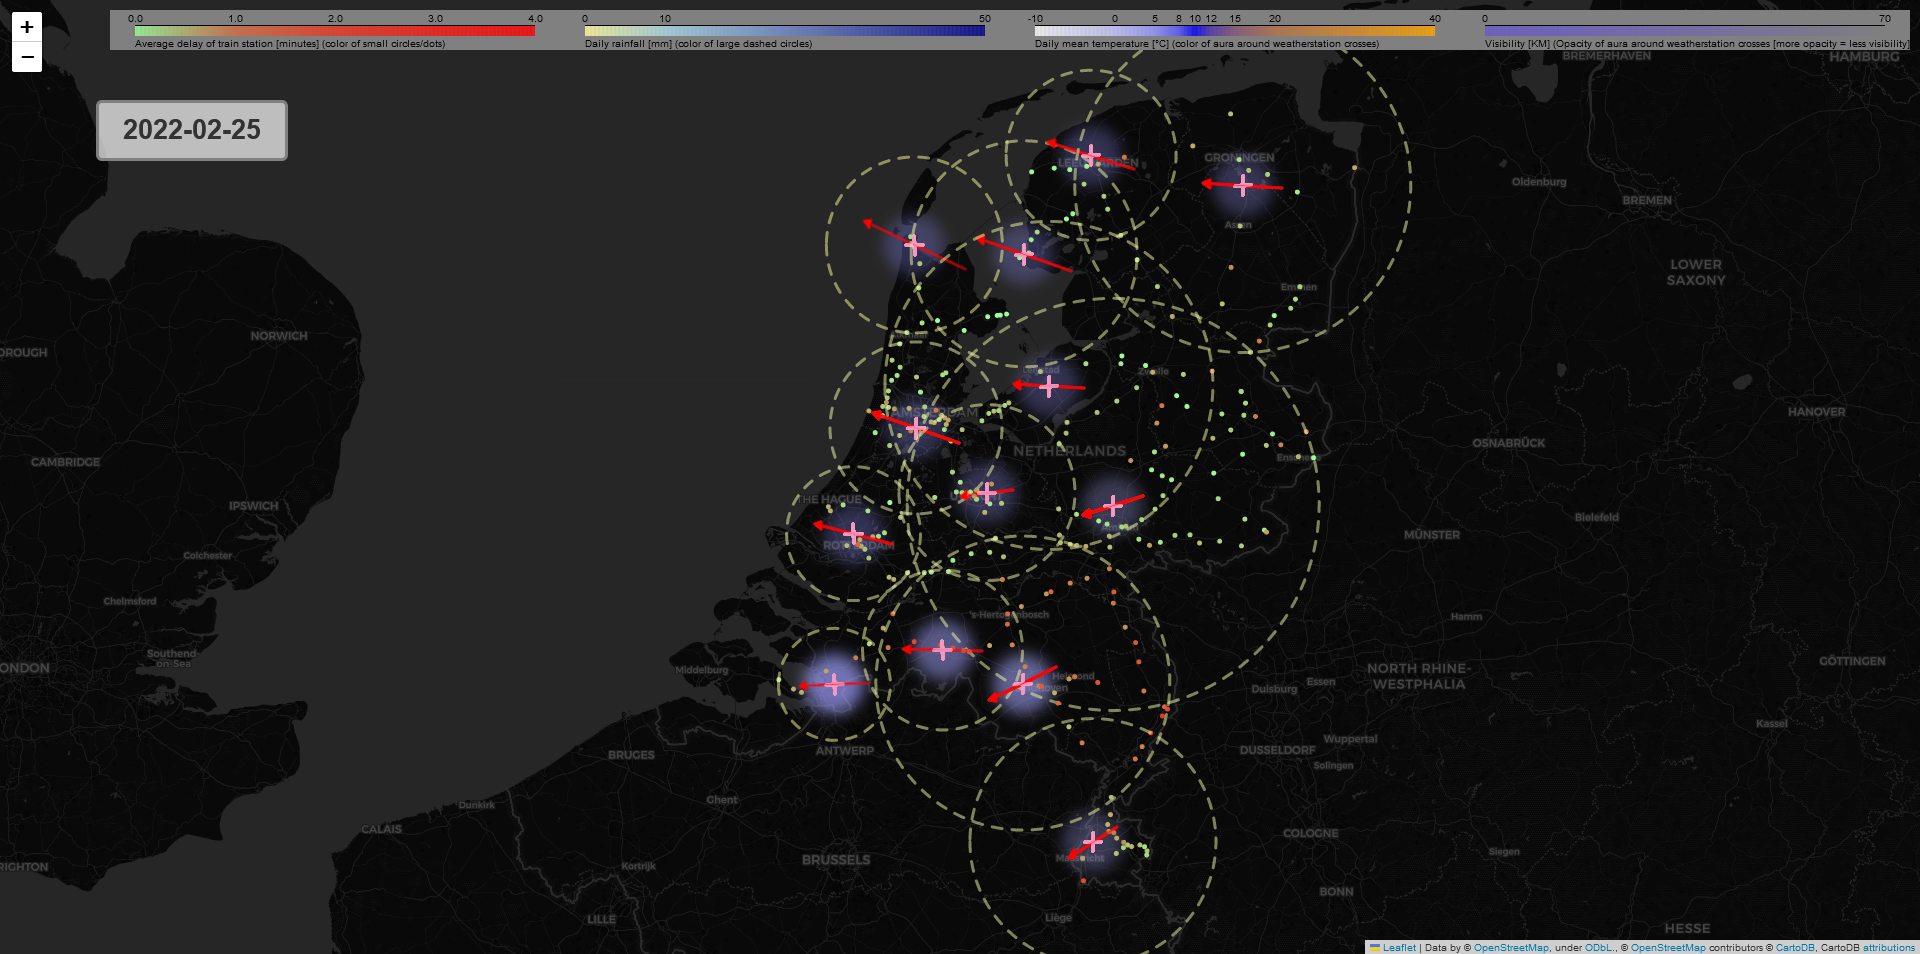 +
−
0.0 1.0 2.0 3.0 4.0
Average delay of train station [minutes] (color of small circles/dots)
0 10 50
Daily rainfall [mm] (color of large dashed circles)
-10 0 5 8 10 12 15 20 40
Daily mean temperature [°C] (color of aura around weatherstation crosses)
0 70
Visibility [KM] (Opacity of aura around weatherstation crosses [more opacity = less visibility]
2022-02-25
BREMERHAVEN
HAMBURG
GRONINGEN
Oldenburg
BREMEN
Assen
LOWER
SAXONY
Emmen
NORWICH
OROUGH
Lelystad
Zwolle
AMSTERDAM
HANOVER
OSNABRÜCK
NETHERLANDS
CAMBRIDGE
Enschede
THE HAGUE
IPSWICH
Bielefeld
MÜNSTER
ROTTERDAM
Colchester
Chelmsford
's-Hertogenbosch
Hamm
Southend-
on-Sea
ONDON
Middelburg
Helmond
NORTH RHINE-
WESTPHALIA
GÖTTINGEN
Essen
Duisburg
Kassel
BRUGES
ANTWERP
DUSSELDORF
Wuppertal
Solingen
Ghent
Dunkirk
CALAIS
COLOGNE
Siegen
BRUSSELS
Maastricht
Kortrijk
RIGHTON
BONN
LILLE
Liège
HESSE
Leaflet | Data by © OpenStreetMap, under ODbL., © OpenStreetMap contributors © CartoDB, CartoDB attributions